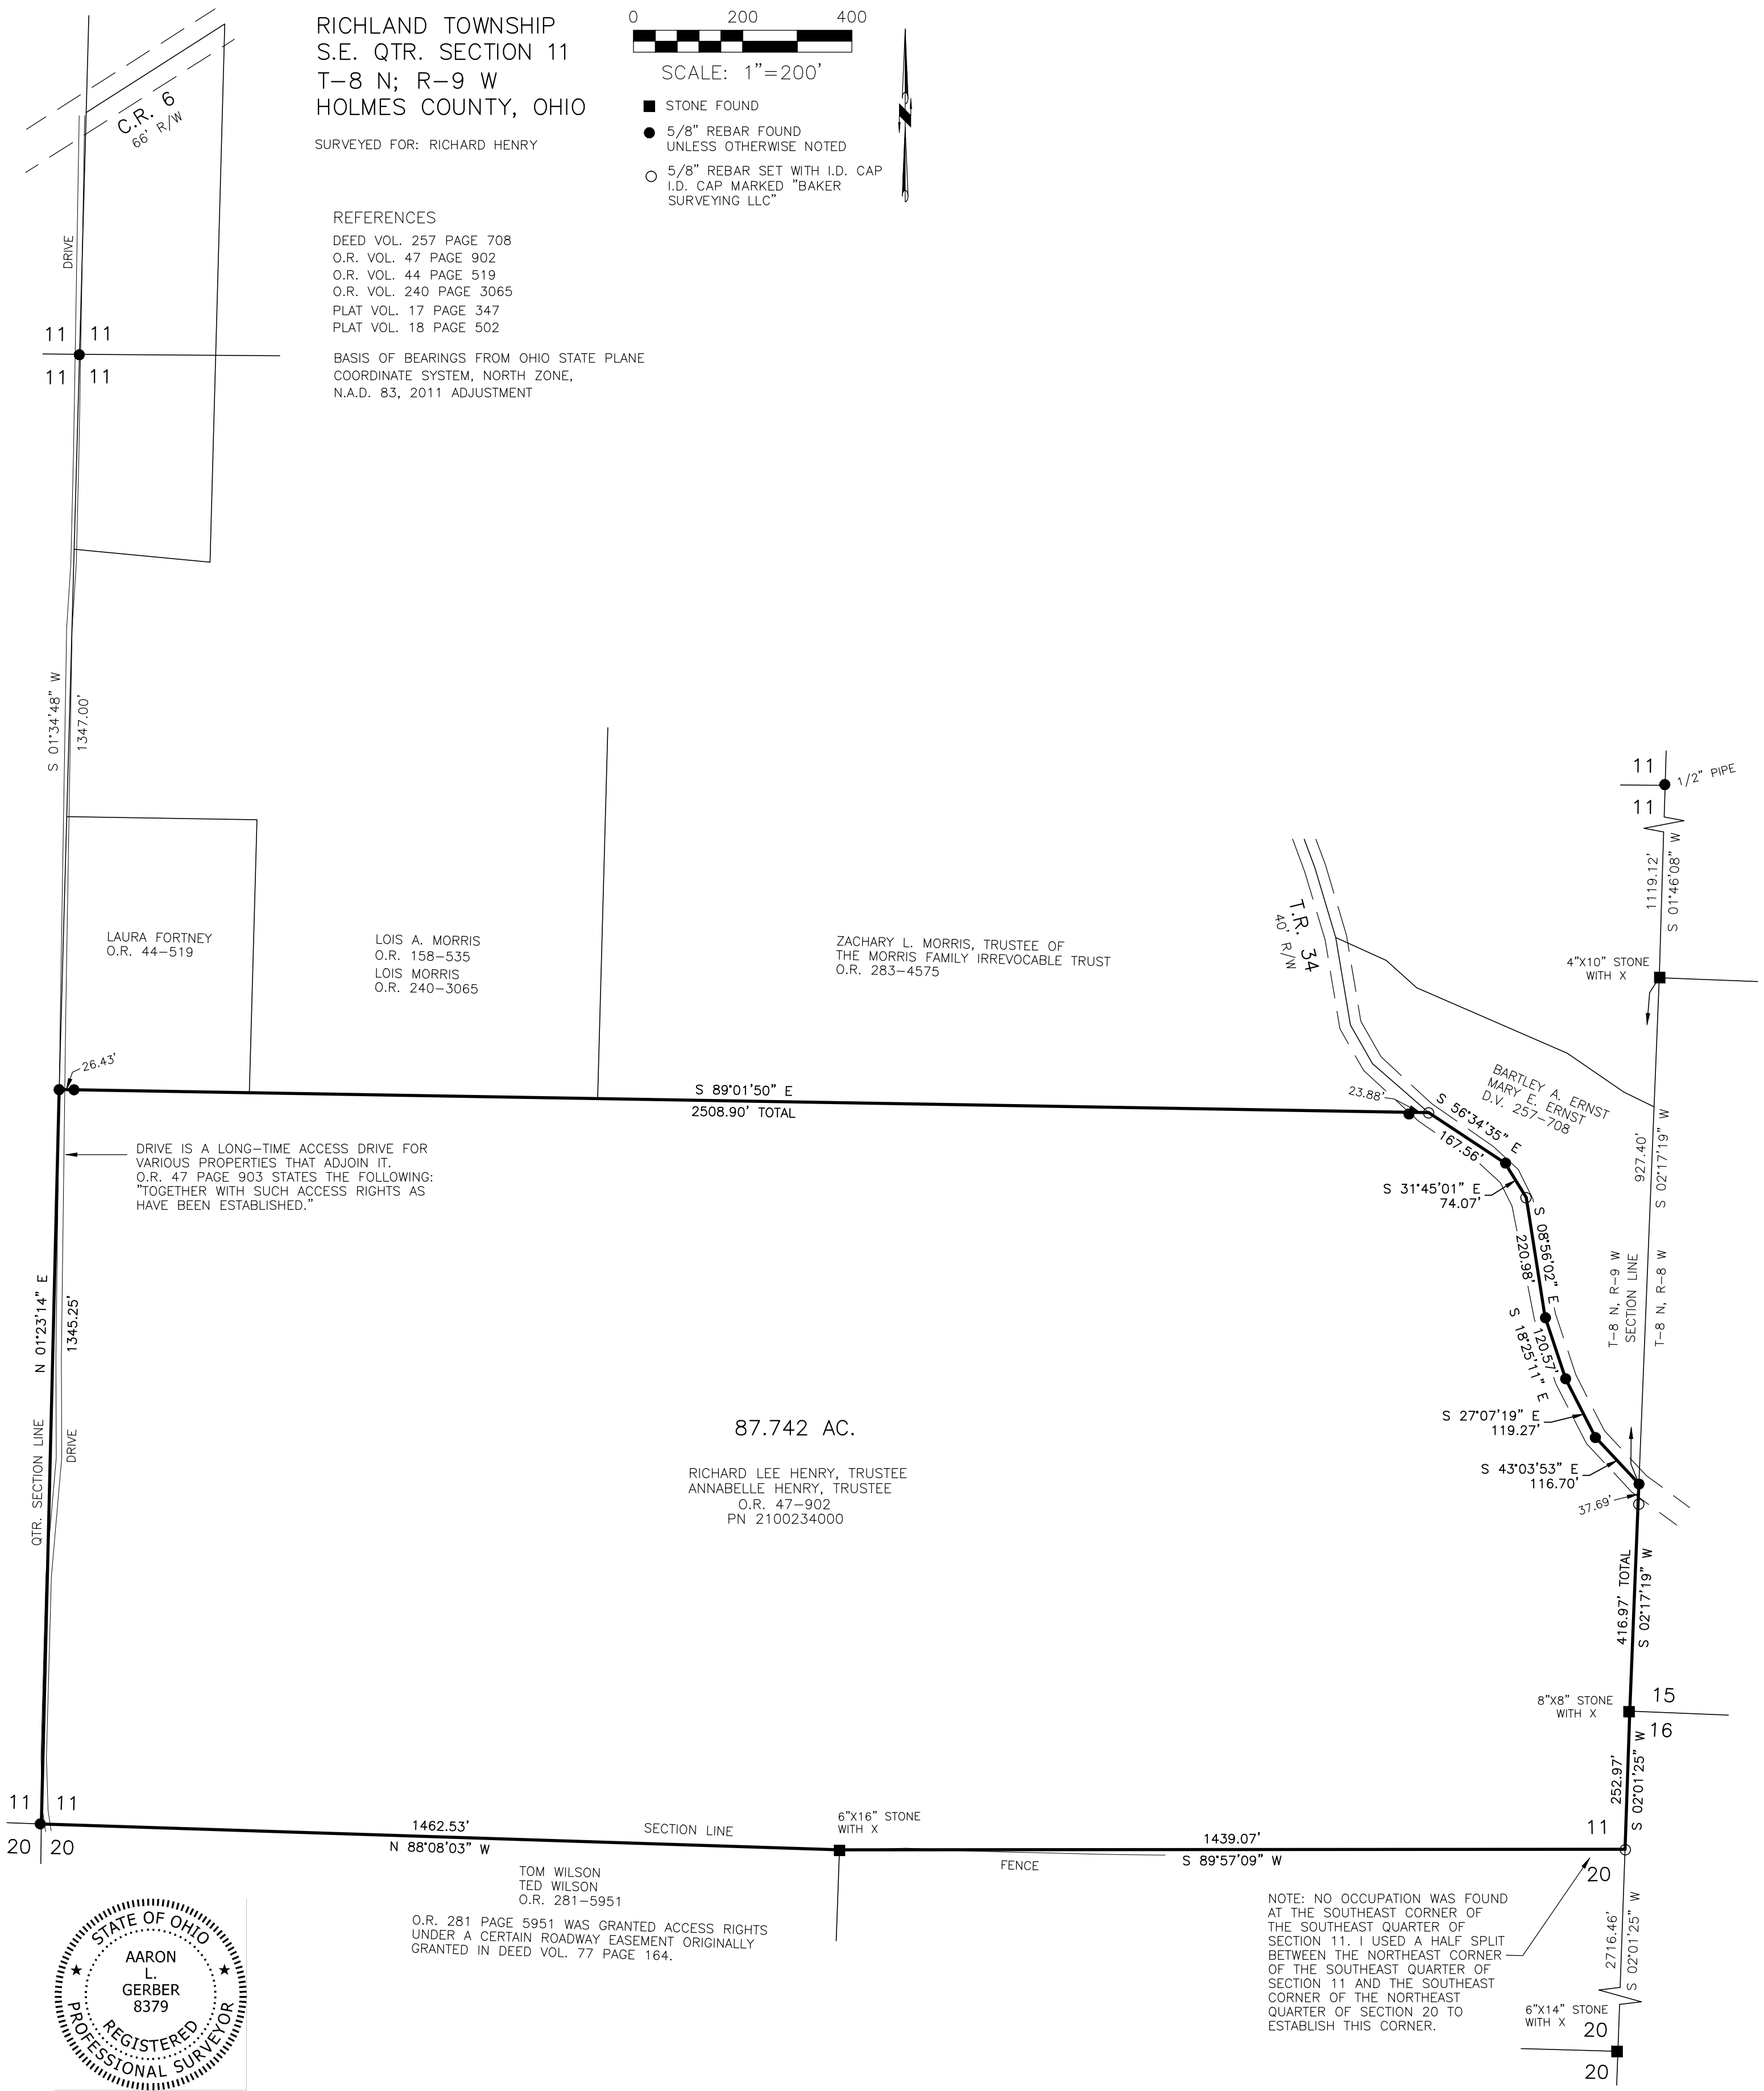 RICHLAND TOWNSHIP
S.E. QTR. SECTION 11
T-8 N; R-9 W
HOLMES COUNTY, OHIO
SURVEYED FOR: RICHARD HENRY
0 200 400
SCALE: 1"=200'
STONE FOUND
5/8" REBAR FOUND
UNLESS OTHERWISE NOTED
5/8" REBAR SET WITH I.D. CAP
I.D. CAP MARKED "BAKER
SURVEYING LLC"
REFERENCES
DEED VOL. 257 PAGE 708
O.R. VOL. 47 PAGE 902
O.R. VOL. 44 PAGE 519
O.R. VOL. 240 PAGE 3065
PLAT VOL. 17 PAGE 347
PLAT VOL. 18 PAGE 502
BASIS OF BEARINGS FROM OHIO STATE PLANE
COORDINATE SYSTEM, NORTH ZONE,
N.A.D. 83, 2011 ADJUSTMENT
C.R. 6
66' R/W
DRIVE
11 11
11 11
S 01°34'48" W
1347.00'
LAURA FORTNEY
O.R. 44-519
LOIS A. MORRIS
O.R. 158-535
LOIS MORRIS
O.R. 240-3065
ZACHARY L. MORRIS, TRUSTEE OF
THE MORRIS FAMILY IRREVOCABLE TRUST
O.R. 283-4575
T.R. 34
40' R/W
11
11
1/2" PIPE
1119.12'
S 01°46'08" W
4"X10" STONE
WITH X
BARTLEY A. ERNST
MARY E. ERNST
D.V. 257-708
927.40'
S 02°17'19" W
T-8 N, R-9 W
SECTION LINE
T-8 N, R-8 W
26.43'
S 89°01'50" E
2508.90' TOTAL
23.88'
S 56°34'35" E
167.56'
S 31°45'01" E
74.07'
S 08°56'02" E
220.98'
S 18°25'11" E
120.57'
S 27°07'19" E
119.27'
S 43°03'53" E
116.70'
37.69'
416.97' TOTAL
S 02°17'19" W
DRIVE IS A LONG-TIME ACCESS DRIVE FOR
VARIOUS PROPERTIES THAT ADJOIN IT.
O.R. 47 PAGE 903 STATES THE FOLLOWING:
"TOGETHER WITH SUCH ACCESS RIGHTS AS
HAVE BEEN ESTABLISHED."
QTR. SECTION LINE N 01°23'14" E
1345.25'
DRIVE
87.742 AC.
RICHARD LEE HENRY, TRUSTEE
ANNABELLE HENRY, TRUSTEE
O.R. 47-902
PN 2100234000
8"X8" STONE
WITH X
15
16
252.97'
S 02°01'25" W
11 11
20 20
1462.53'
N 88°08'03" W
SECTION LINE
6"X16" STONE
WITH X
FENCE
1439.07'
S 89°57'09" W
11
20
TOM WILSON
TED WILSON
O.R. 281-5951
O.R. 281 PAGE 5951 WAS GRANTED ACCESS RIGHTS
UNDER A CERTAIN ROADWAY EASEMENT ORIGINALLY
GRANTED IN DEED VOL. 77 PAGE 164.
NOTE: NO OCCUPATION WAS FOUND
AT THE SOUTHEAST CORNER OF
THE SOUTHEAST QUARTER OF
SECTION 11. I USED A HALF SPLIT
BETWEEN THE NORTHEAST CORNER
OF THE SOUTHEAST QUARTER OF
SECTION 11 AND THE SOUTHEAST
CORNER OF THE NORTHEAST
QUARTER OF SECTION 20 TO
ESTABLISH THIS CORNER.
2716.46'
S 02°01'25" W
6"X14" STONE
WITH X
20
20
STATE OF OHIO
AARON
L.
GERBER
8379
REGISTERED
PROFESSIONAL SURVEYOR